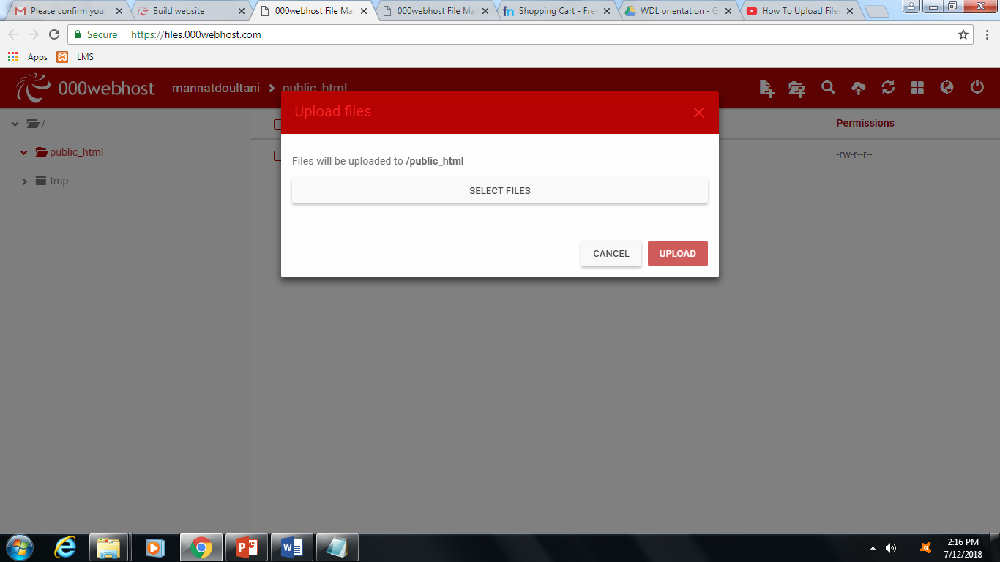 Please confirm your
Build website
000webhost File Ma
000webhost File Ma
Shopping Cart - Fre
WDL orientation - G
How To Upload File
Secure
https://files.000webhost.com
Apps
LMS
000webhost
mannatdoultani
public_html
Upload files
/
Permissions
public_html
-rw-r--r--
Files will be uploaded to /public_html
tmp
SELECT FILES
CANCEL
UPLOAD
2:16 PM
7/12/2018